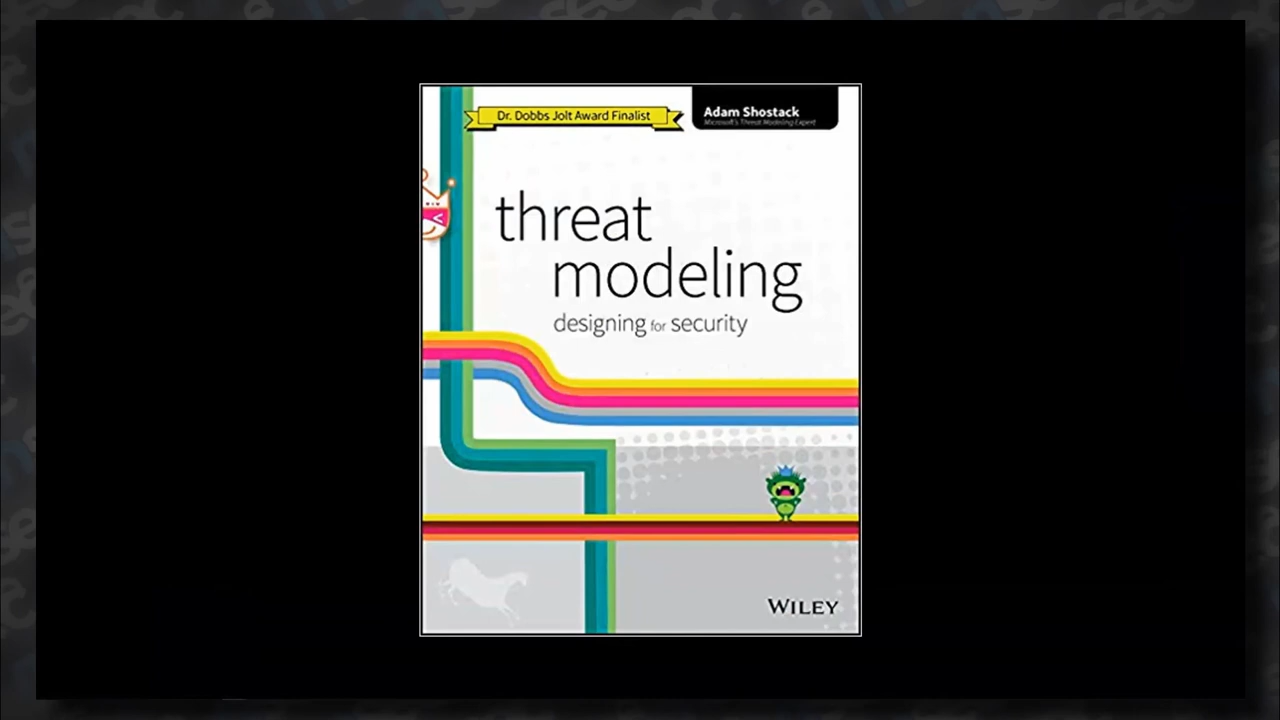 Dr. Dobbs Jolt Award Finalist
Adam Shostack
Microsoft's Threat Modeling Expert
threat
modeling
designing for security
WILEY